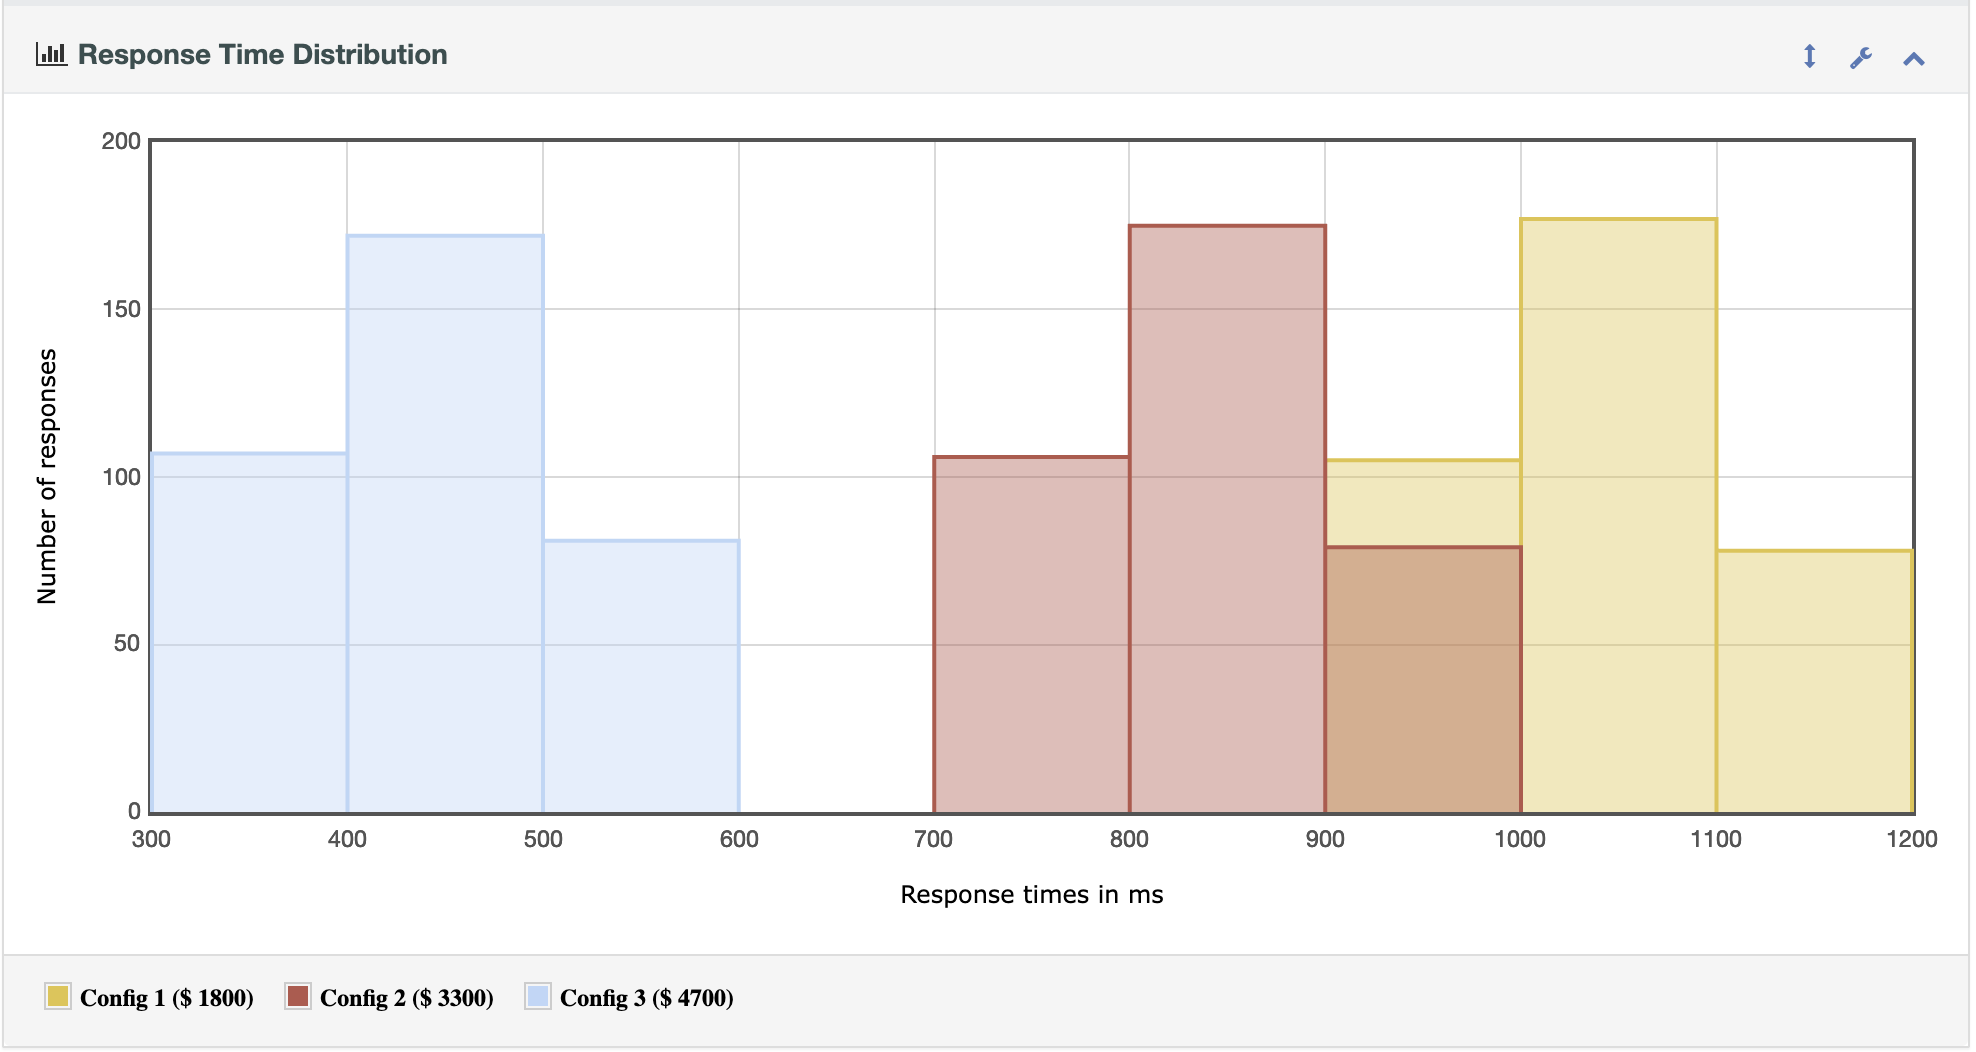 Response Time Distribution
200
150
100
50
0
Number of responses
300 400 500 600 700 800 900 1000 1100 1200
Response times in ms
Config 1 ($ 1800) Config 2 ($ 3300) Config 3 ($ 4700)